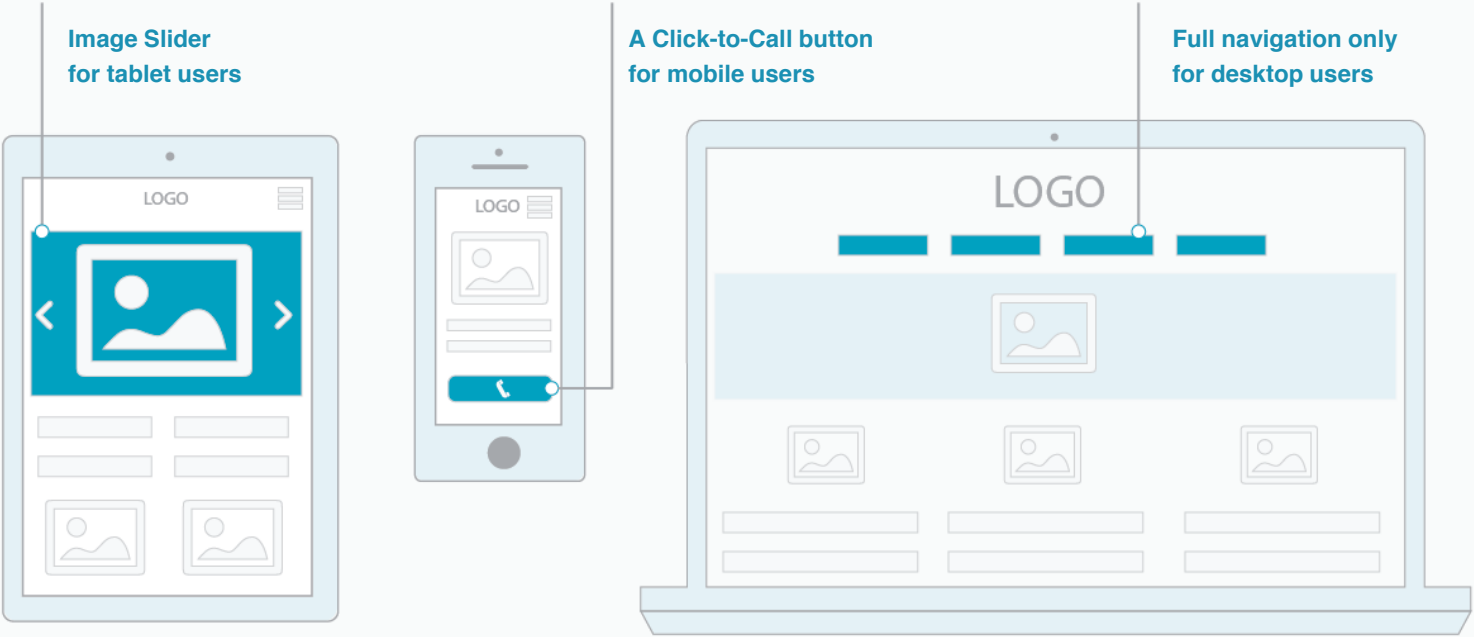 Image Slider
for tablet users
A Click-to-Call button
for mobile users
Full navigation only
for desktop users
LOGO
LOGO
LOGO